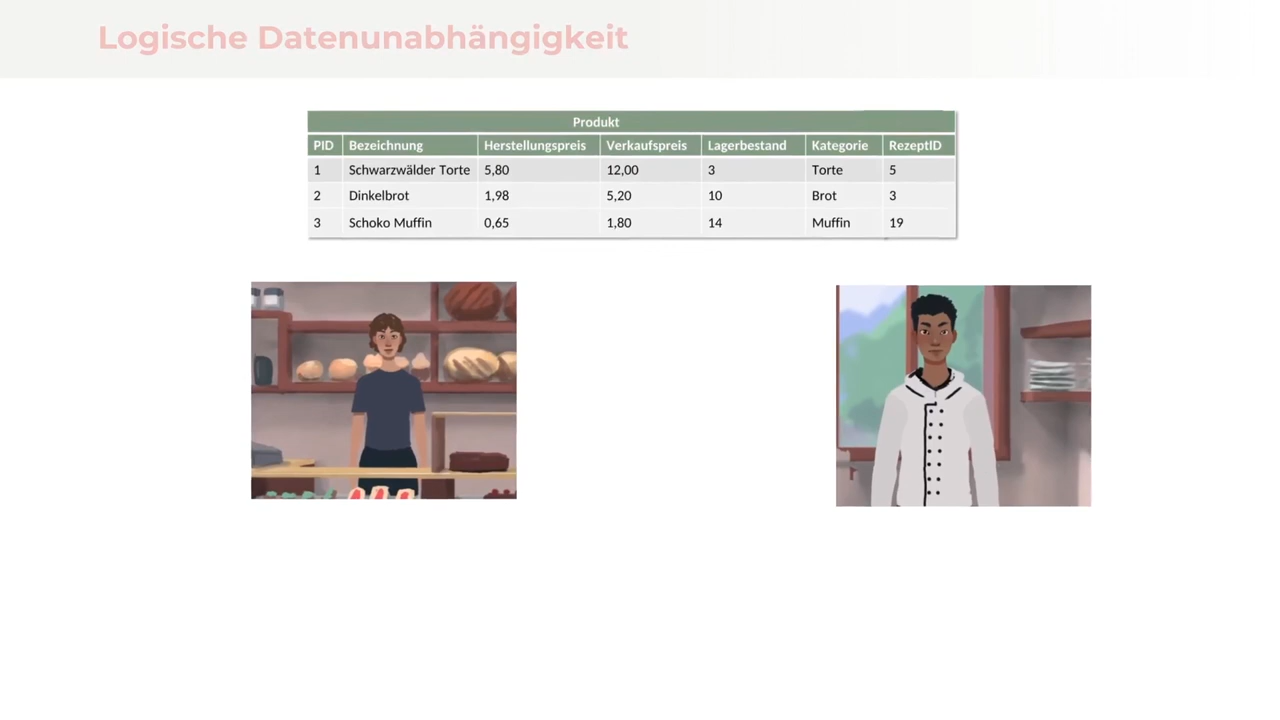 Logische Datenunabhängigkeit
Produkt
PID Bezeichnung Herstellungspreis Verkaufspreis Lagerbestand Kategorie RezeptID
1 Schwarzwälder Torte 5,80 12,00 3 Torte 5
2 Dinkelbrot 1,98 5,20 10 Brot 3
3 Schoko Muffin 0,65 1,80 14 Muffin 19